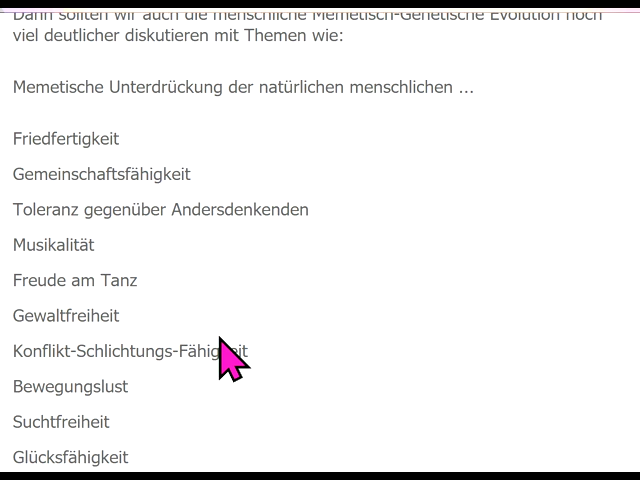 Dann sollten wir auch die menschliche Memetisch-Genetische Evolution noch
viel deutlicher diskutieren mit Themen wie:
Memetische Unterdrückung der natürlichen menschlichen ...
Friedfertigkeit
Gemeinschaftsfähigkeit
Toleranz gegenüber Andersdenkenden
Musikalität
Freude am Tanz
Gewaltfreiheit
Konflikt-Schlichtungs-Fähigkeit
Bewegungslust
Suchtfreiheit
Glücksfähigkeit